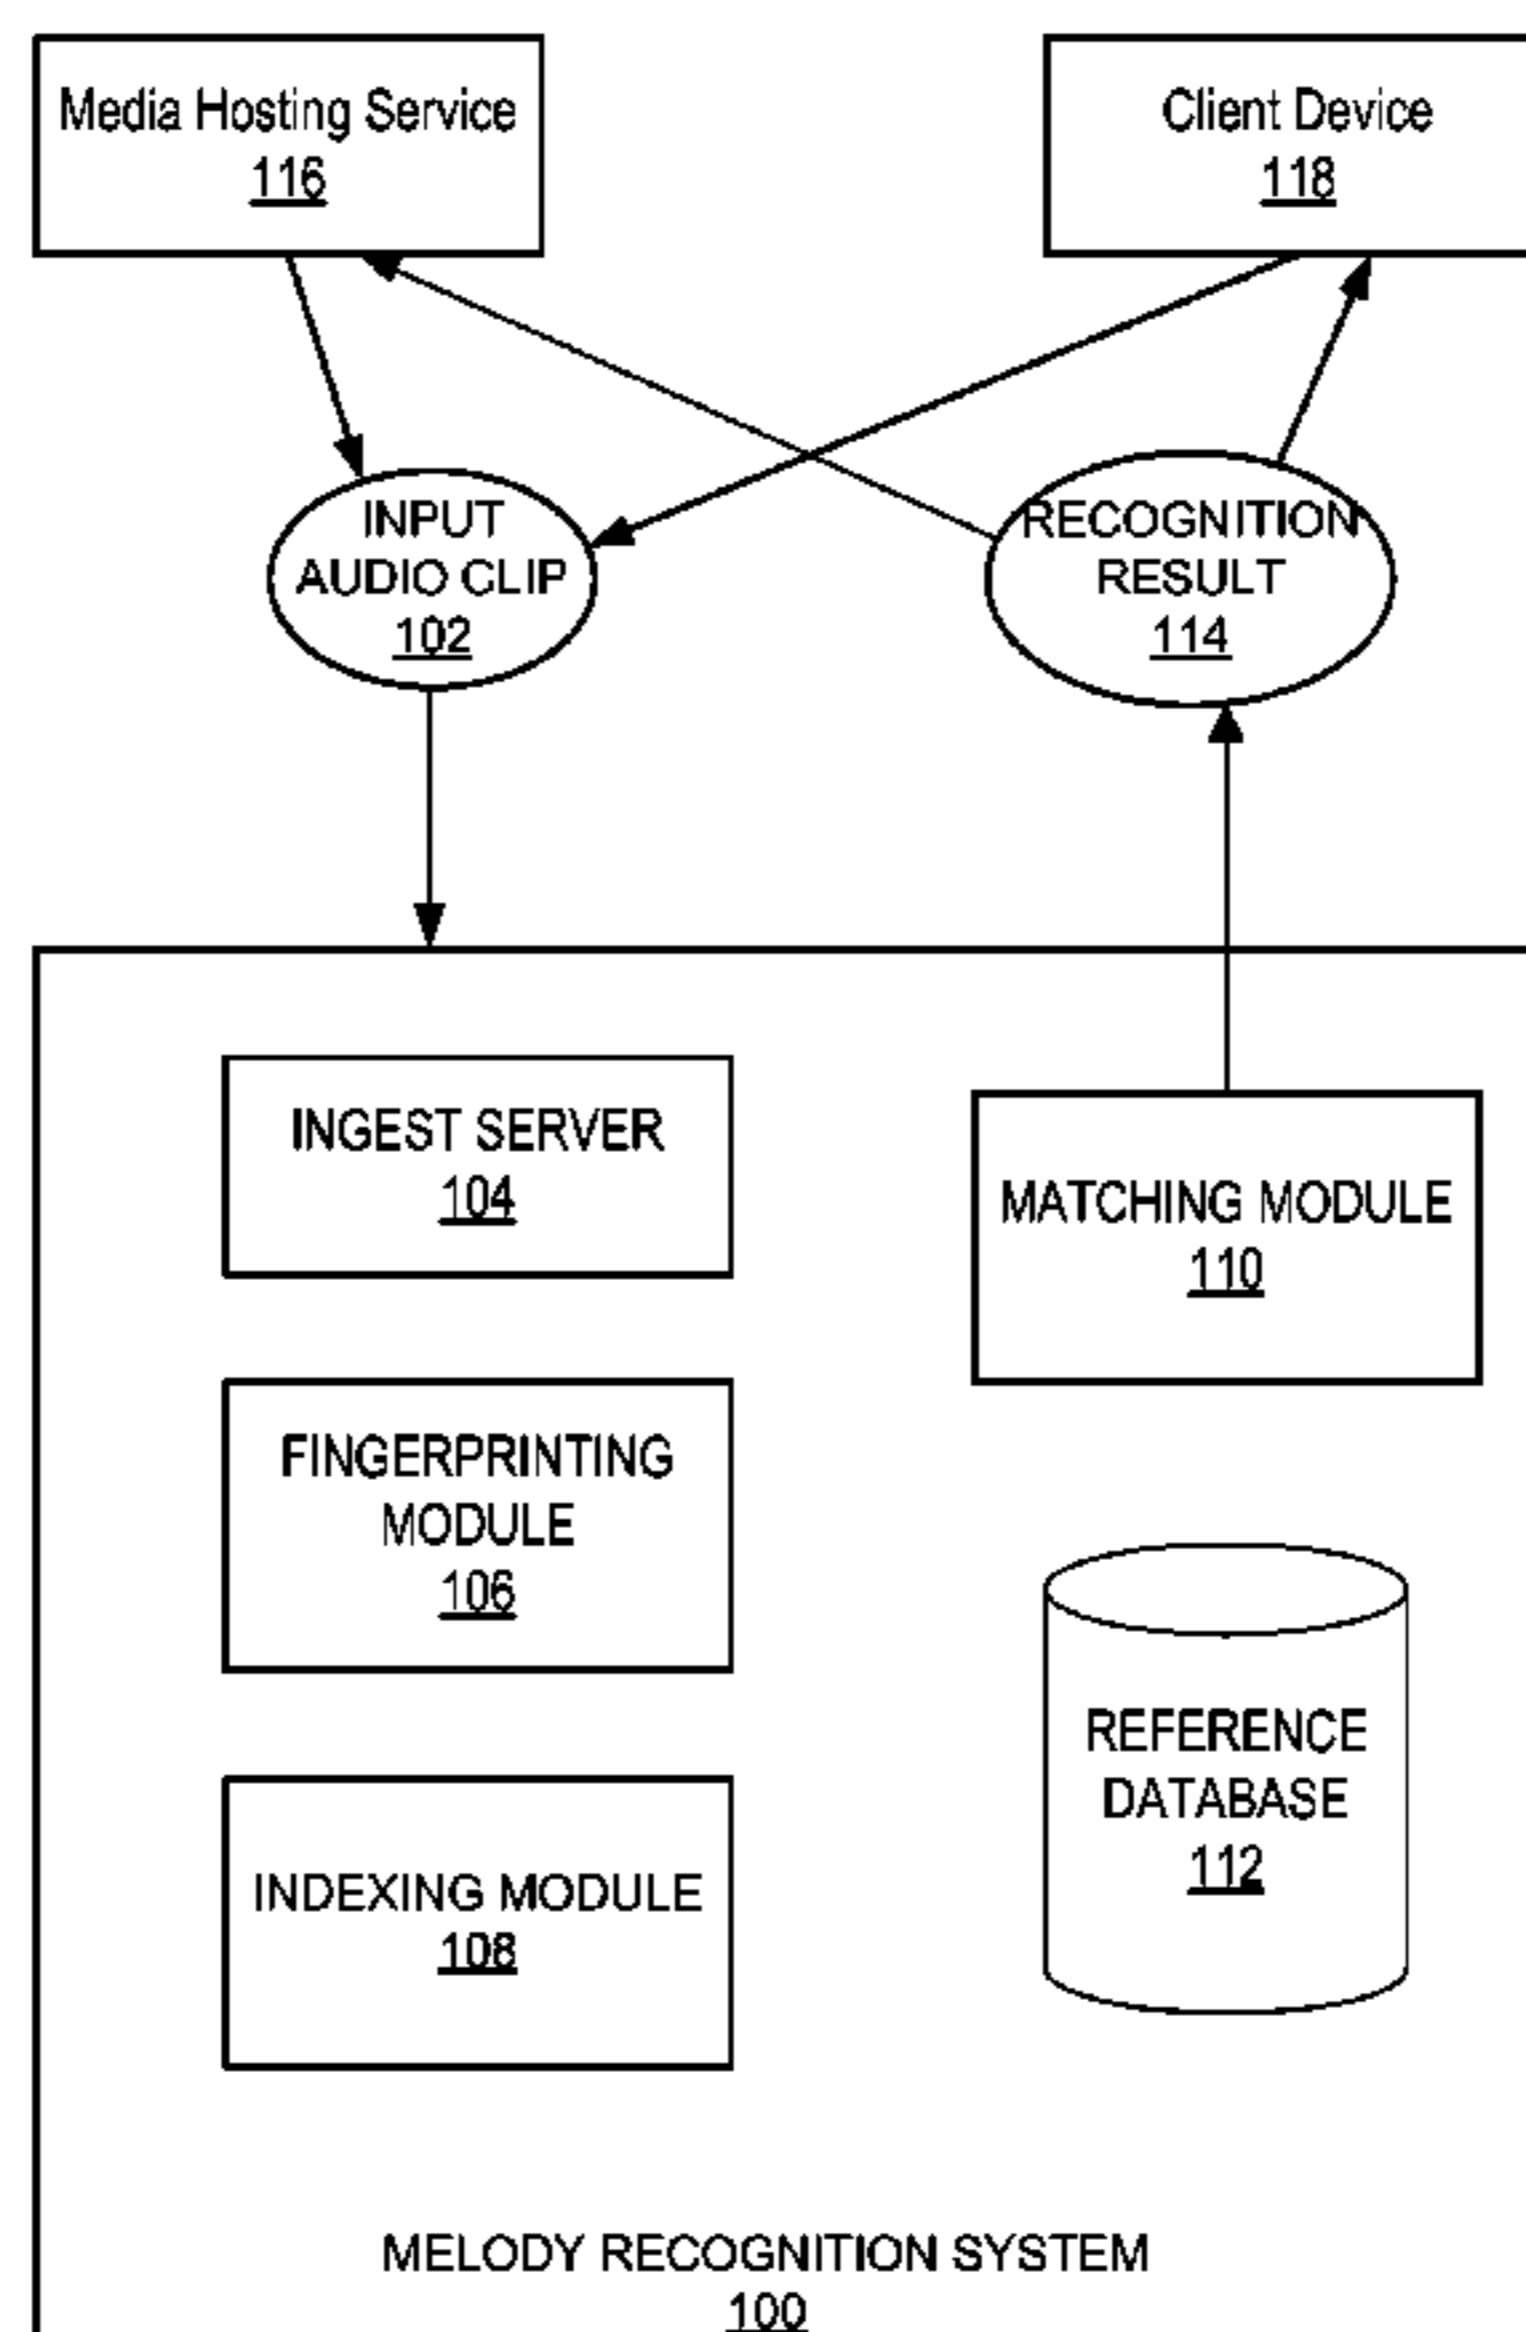 Media Hosting Service
116
Client Device
118
INPUT
AUDIO CLIP
102
RECOGNITION
RESULT
114
INGEST SERVER
104
MATCHING MODULE
110
FINGERPRINTING
MODULE
106
REFERENCE
DATABASE
112
INDEXING MODULE
108
MELODY RECOGNITION SYSTEM
100